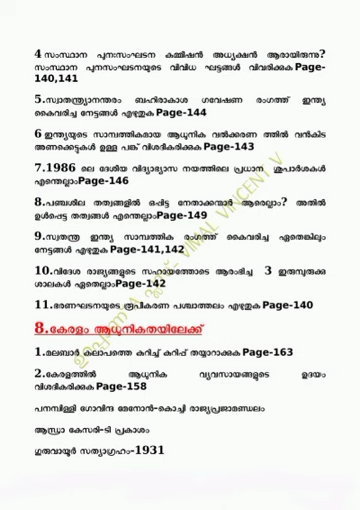 4 സംസ്ഥാന പുനഃസംഘടന കമ്മിഷൻ അധ്യക്ഷൻ ആരായിരുന്നു?
സംസ്ഥാന പുനസംഘടനയുടെ വിവിധ ഘട്ടങ്ങൾ വിവരിക്കുക Page-
140,141
5.സ്വാതന്ത്ര്യാനന്തരം ബഹിരാകാശ ഗവേഷണ രംഗത്ത് ഇന്ത്യ
കൈവരിച്ച നേട്ടങ്ങൾ എഴുതുക Page-144
6 ഇന്ത്യയുടെ സാമ്പത്തികമായ ആധുനിക വൽക്കരണ ത്തിൽ വൻകിട
അണക്കെട്ടുകൾ ഉള്ള പങ്ക് വിശദീകരിക്കുക Page-143
7.1986 ലെ ദേശീയ വിദ്യാഭ്യാസ നയത്തിലെ പ്രധാന ശുപാർശകൾ
എന്തെല്ലാംPage-146
8.പഞ്ചശീല തത്വങ്ങളിൽ ഒപ്പിട്ട നേതാക്കന്മാർ ആരെല്ലാം? അതിൽ
ഉൾപ്പെട്ട തത്വങ്ങൾ എന്തെല്ലാംPage-149
9.സ്വതന്ത്ര ഇന്ത്യ സാമ്പത്തിക രംഗത്ത് കൈവരിച്ച ഏതെങ്കിലും
നേട്ടങ്ങൾ എഴുതുക Page-141,142
10.വിദേശ രാജ്യങ്ങളുടെ സഹായത്തോടെ ആരംഭിച്ച 3 ഇരുമ്പുരുക്കു
ശാലകൾ ഏതെല്ലാംPage-142
11.ഭരണഘടനയുടെ രൂപീകരണ പശ്ചാത്തലം എഴുതുക Page-140
8.കേരളം ആധുനികതയിലേക്ക്
1.മലബാർ കലാപത്തെ കുറിച്ച് കുറിപ്പ് തയ്യാറാക്കുക Page-163
2.കേരളത്തിൽ ആധുനിക വ്യവസായങ്ങളുടെ ഉദയം
വിശദീകരിക്കുക Page-158
പനമ്പിള്ളി ഗോവിന്ദ മേനോൻ-കൊച്ചി രാജ്യപ്രജാമണ്ഡലം
ആന്ധ്രാ കേസരി-ടി പ്രകാശം
ഗുരുവായൂർ സത്യാഗ്രഹം-1931
VIMAL VINCENT V